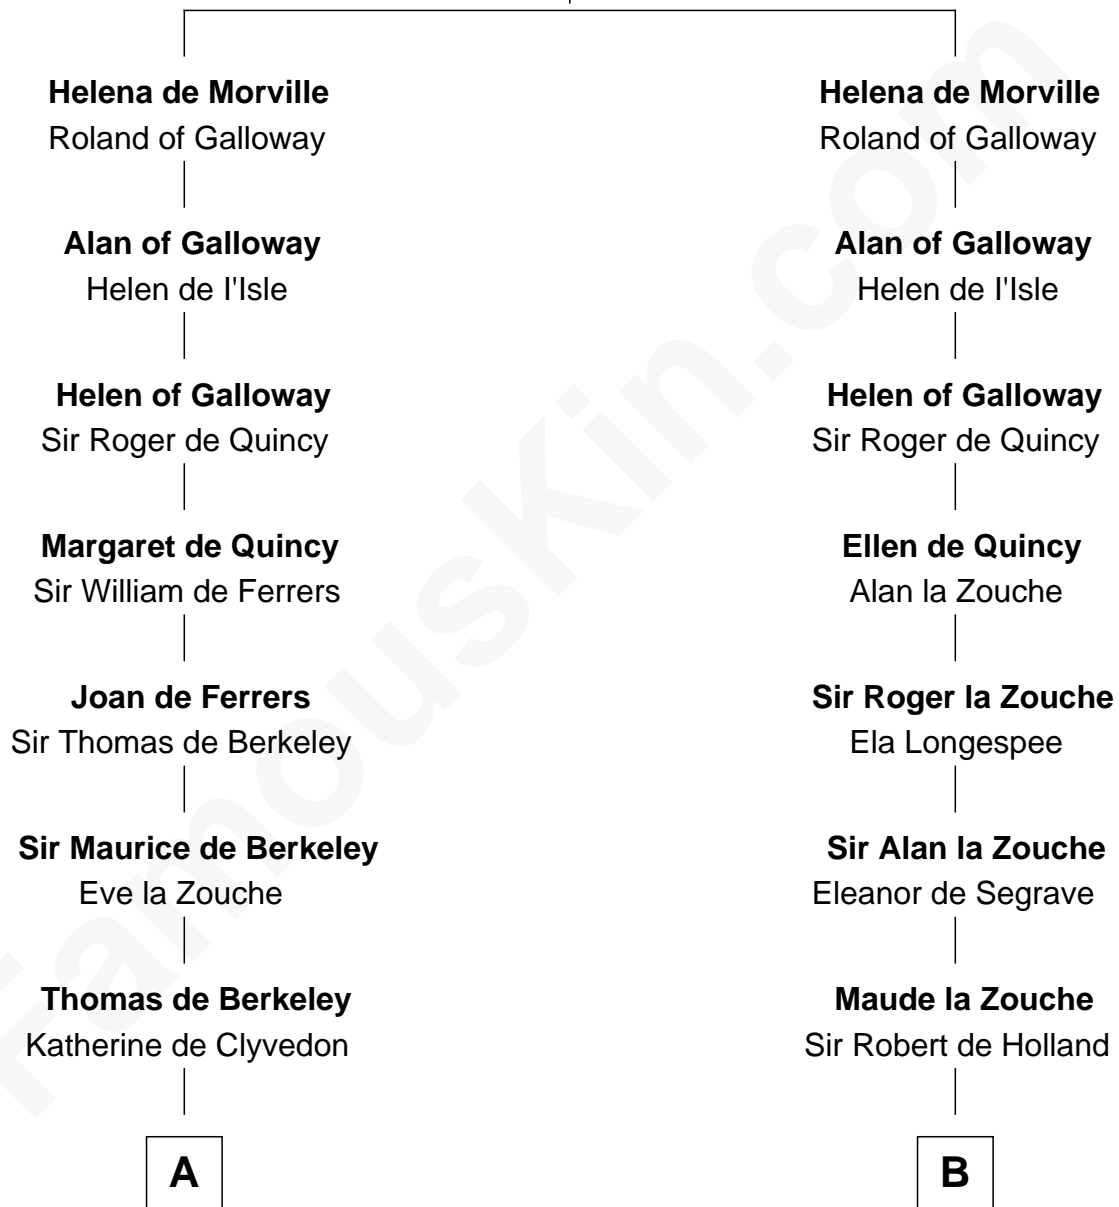 Helena de Morville
Roland of Galloway
Alan of Galloway
Helen de I'Isle
Helen of Galloway
Sir Roger de Quincy
Margaret de Quincy
Sir William de Ferrers
Joan de Ferrers
Sir Thomas de Berkeley
Sir Maurice de Berkeley
Eve la Zouche
Thomas de Berkeley
Katherine de Clyvedon
A
Helena de Morville
Roland of Galloway
Alan of Galloway
Helen de I'Isle
Helen of Galloway
Sir Roger de Quincy
Ellen de Quincy
Alan la Zouche
Sir Roger la Zouche
Ela Longespee
Sir Alan la Zouche
Eleanor de Segrave
Maude la Zouche
Sir Robert de Holland
B
FamousKin.com